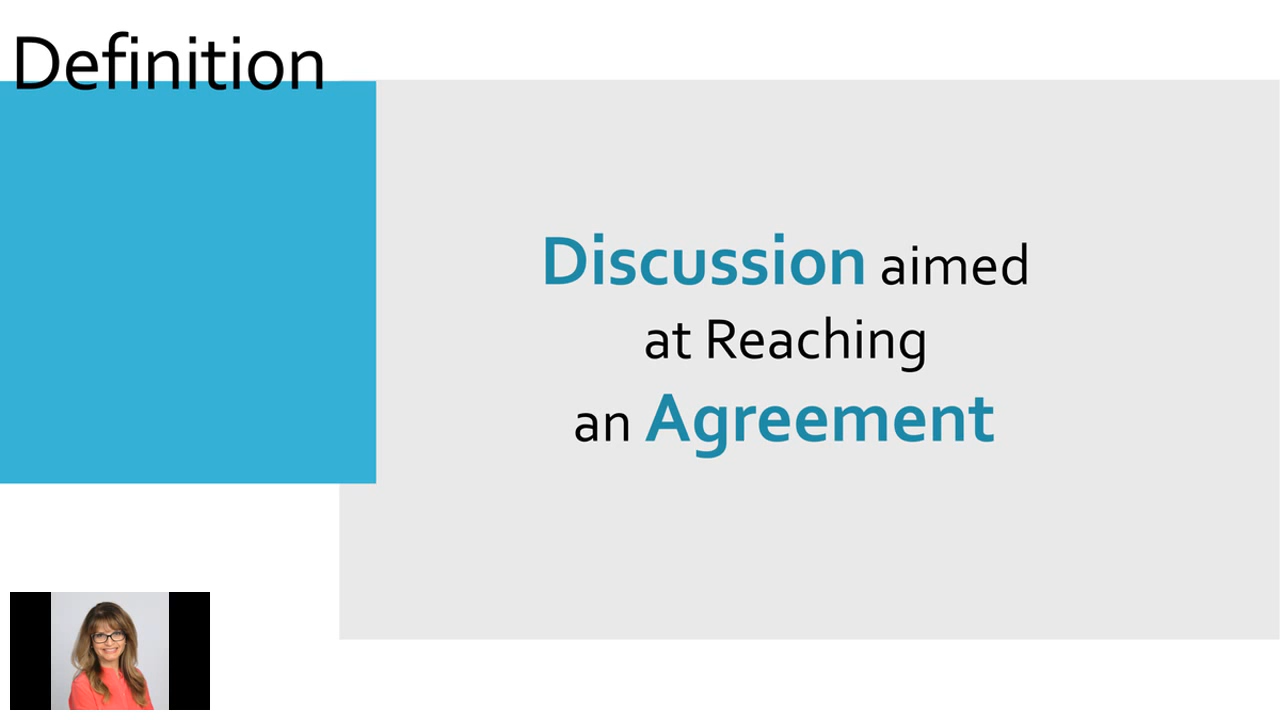 Definition
Discussion aimed
at Reaching
an Agreement